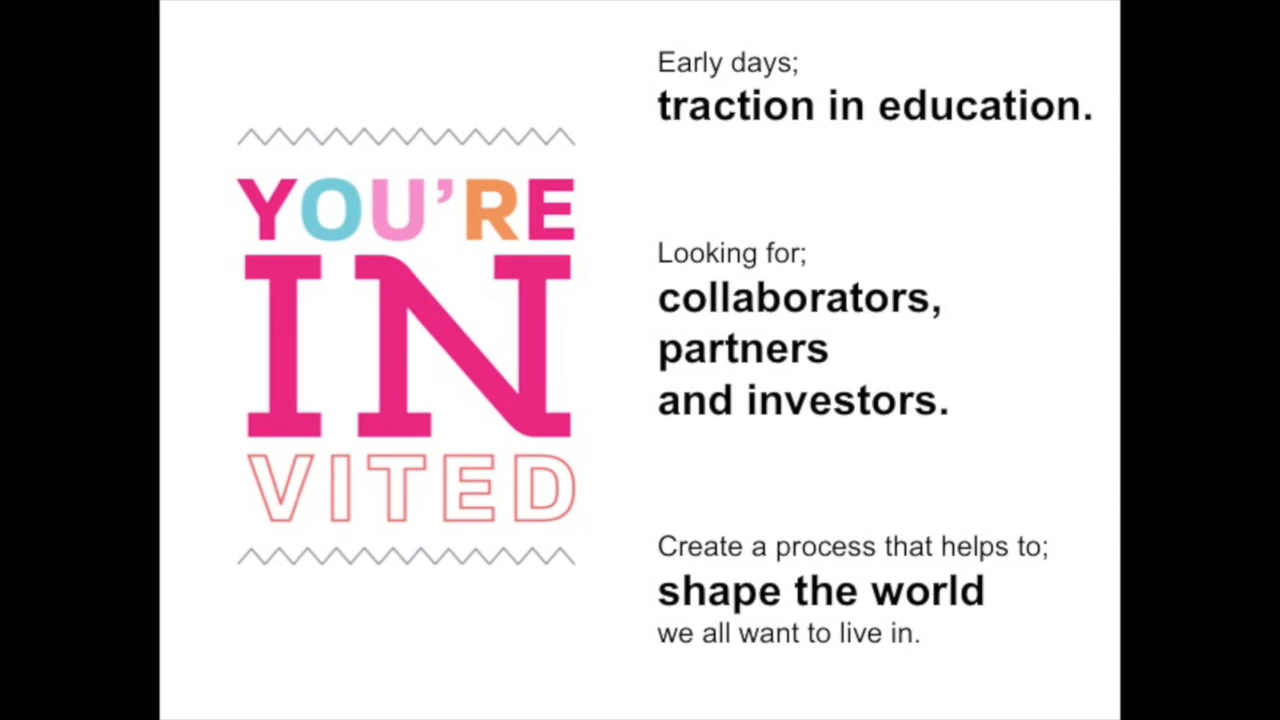 YOU'RE
IN
VITED
Early days;
traction in education.
Looking for;
collaborators,
partners
and investors.
Create a process that helps to;
shape the world
we all want to live in.